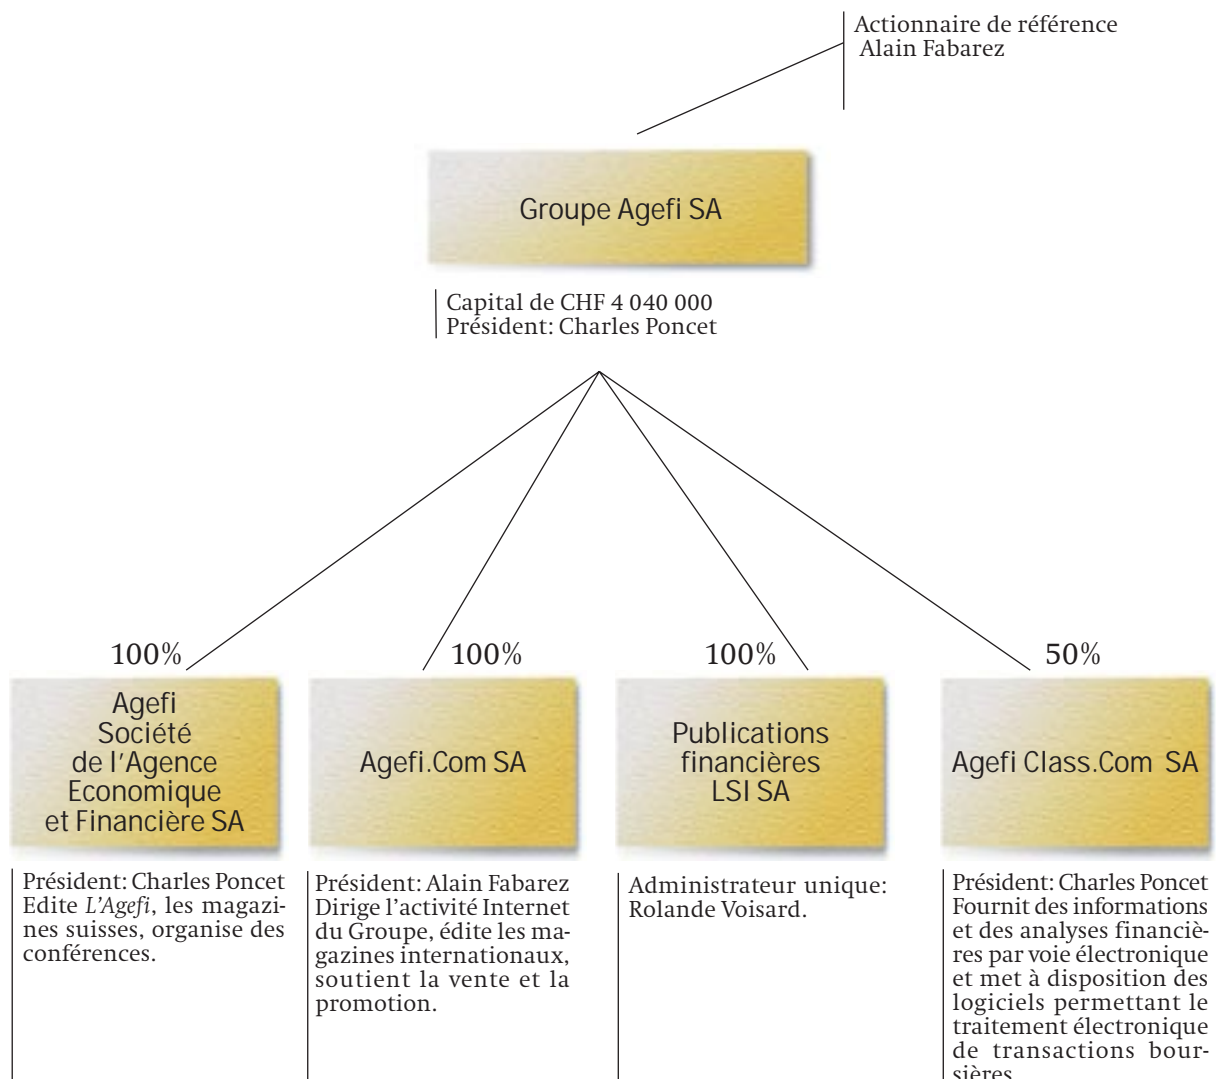 Actionnaire de référence
Alain Fabarez
Groupe Agefi SA
Capital de CHF 4 040 000
Président: Charles Poncet
100%
Agefi
Société
de l'Agence
Economique
et Financière SA
Président: Charles Poncet
Edite L'Agefi, les magazi-
nes suisses, organise des
conférences.
100%
Agefi.Com SA
Président: Alain Fabarez
Dirige l'activité Internet
du Groupe, édite les ma-
gazines internationaux,
soutient la vente et la
promotion.
100%
Publications
financières
LSI SA
Administrateur unique:
Rolande Voisard.
50%
Agefi Class.Com SA
Président: Charles Poncet
Fournit des informations
et des analyses financiè-
res par voie électronique
et met à disposition des
logiciels permettant le
traitement électronique
de transactions bour-
sières